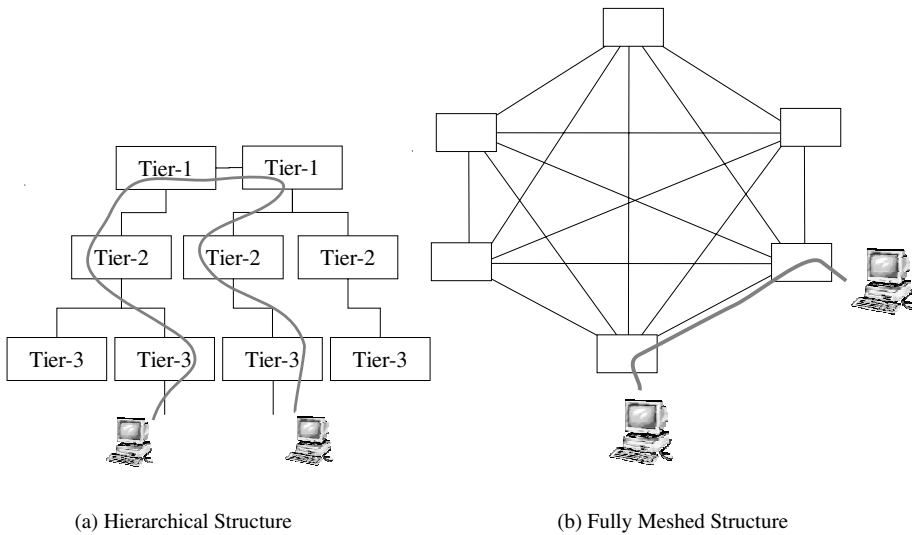 Tier-1 Tier-1
Tier-2 Tier-2 Tier-2
Tier-3 Tier-3 Tier-3 Tier-3
(a) Hierarchical Structure
(b) Fully Meshed Structure